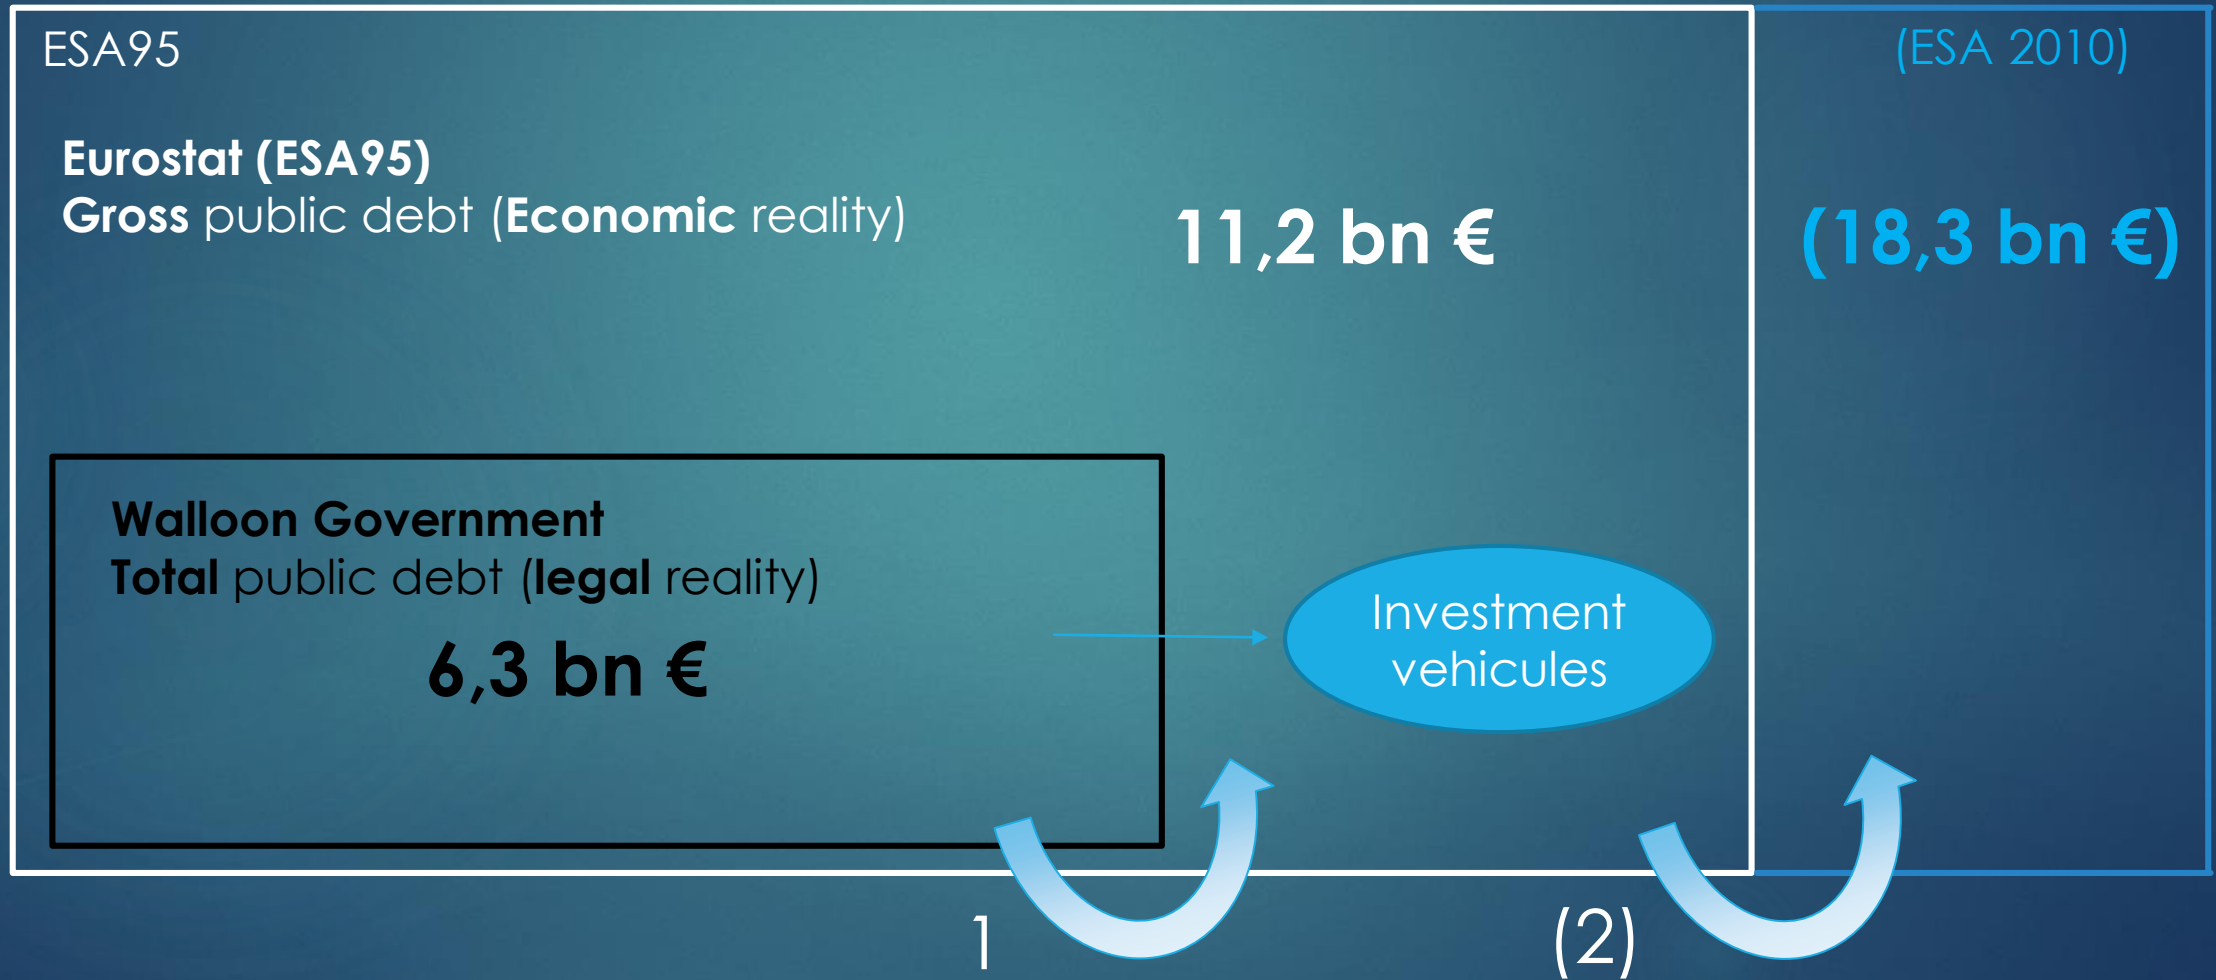 ESA95
(ESA 2010)
Eurostat (ESA95)
Gross public debt (Economic reality)
11,2 bn €
(18,3 bn €)
Walloon Government
Total public debt (legal reality)
6,3 bn €
Investment
vehicules
1
(2)